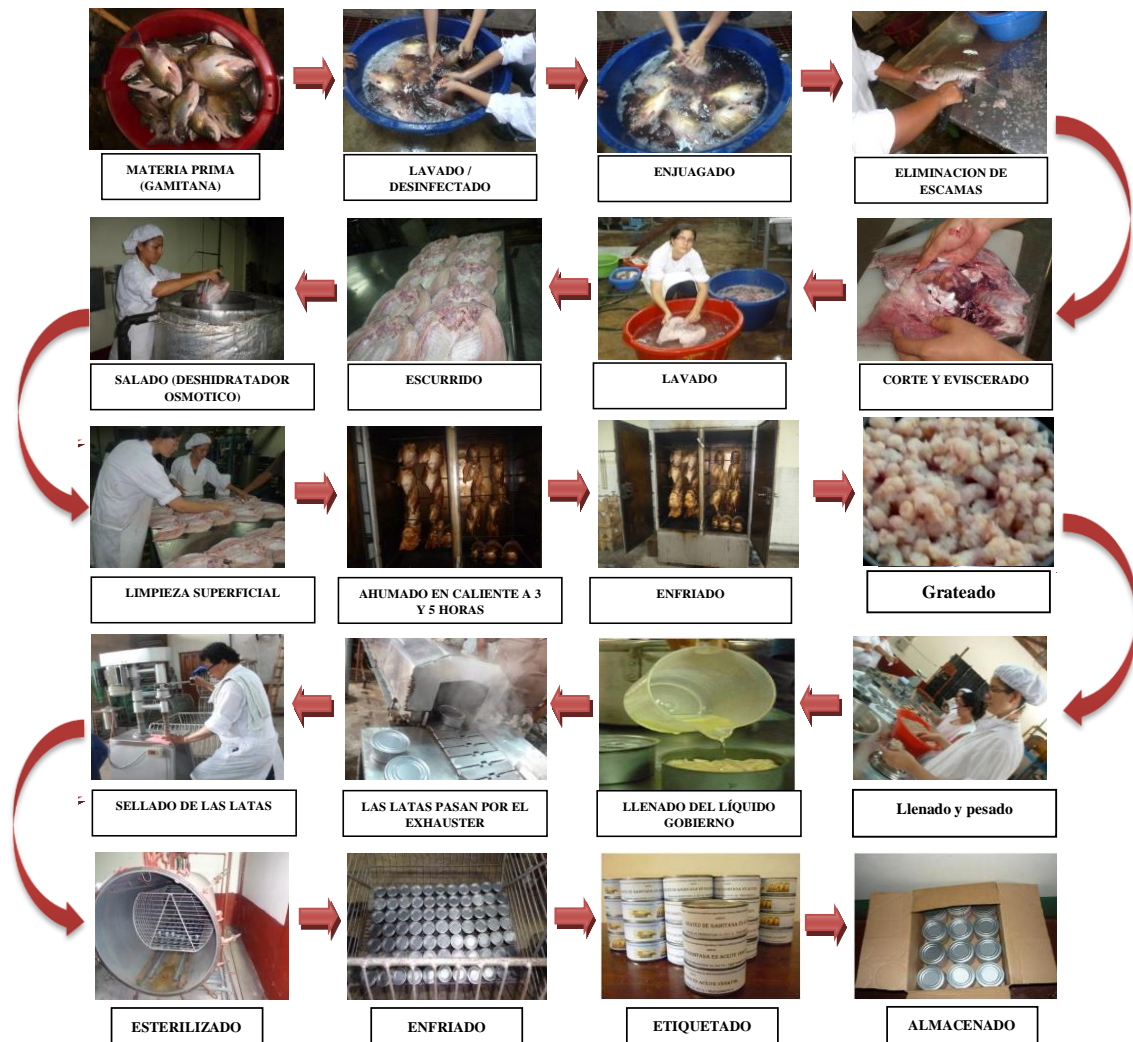 MATERIA PRIMA
(GAMITANA)
LAVADO /
DESINFECTADO
ENJUAGADO
ELIMINACION DE
ESCAMAS
SALADO (DESHIDRATADOR
OSMOTICO)
ESCURRIDO
LAVADO
CORTE Y EVISCERADO
LIMPIEZA SUPERFICIAL
AHUMADO EN CALIENTE A 3
Y 5 HORAS
ENFRIADO
Grateado
SELLADO DE LAS LATAS
LAS LATAS PASAN POR EL
EXHAUSTER
LLENADO DEL LÍQUIDO
GOBIERNO
Llenado y pesado
ESTERILIZADO
ENFRIADO
ETIQUETADO
ALMACENADO